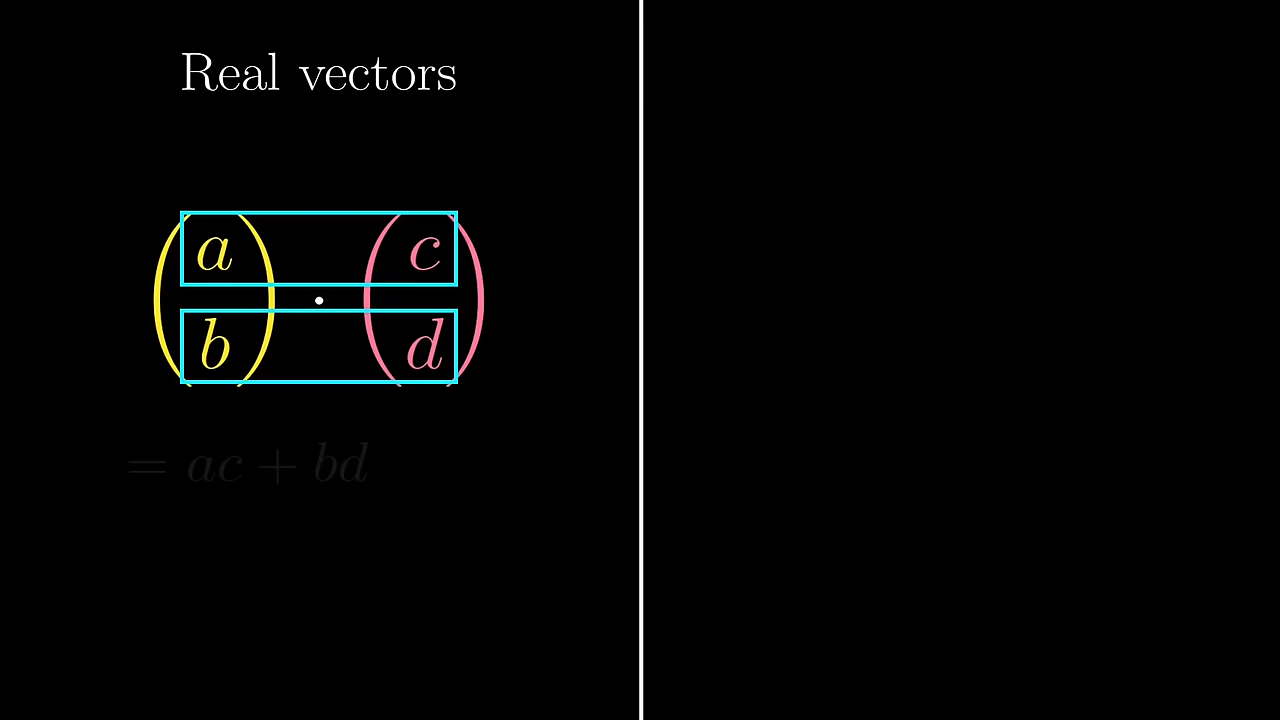 Real vectors
(a b) · (c d)
= ac + bd